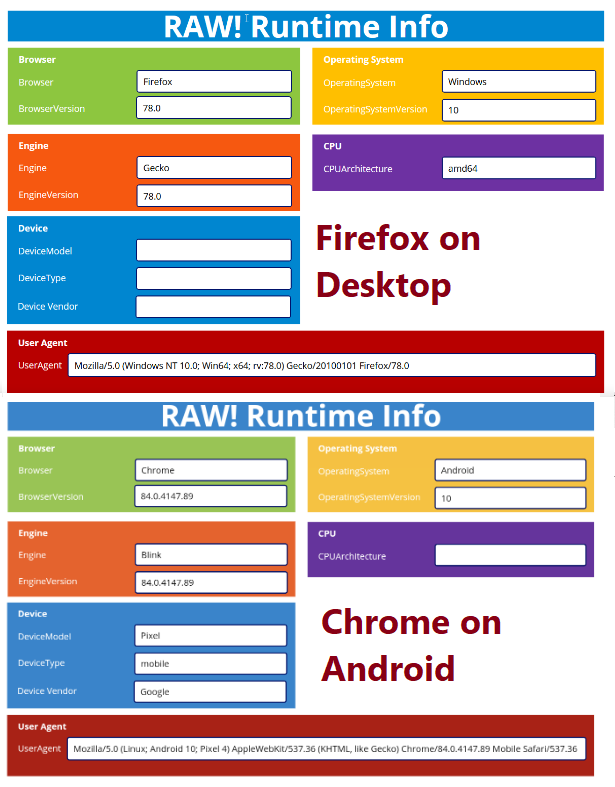 RAW! Runtime Info
Browser
Browser Firefox
BrowserVersion 78.0
Operating System
OperatingSystem Windows
OperatingSystemVersion 10
Engine
Engine Gecko
EngineVersion 78.0
CPU
CPUArchitecture amd64
Device
DeviceModel
DeviceType
Device Vendor
Firefox on
Desktop
User Agent
UserAgent Mozilla/5.0 (Windows NT 10.0; Win64; x64; rv:78.0) Gecko/20100101 Firefox/78.0
RAW! Runtime Info
Browser
Browser Chrome
BrowserVersion 84.0.4147.89
Operating System
OperatingSystem Android
OperatingSystemVersion 10
Engine
Engine Blink
EngineVersion 84.0.4147.89
CPU
CPUArchitecture
Device
DeviceModel Pixel
DeviceType mobile
Device Vendor Google
Chrome on
Android
User Agent
UserAgent Mozilla/5.0 (Linux; Android 10; Pixel 4) AppleWebKit/537.36 (KHTML, like Gecko) Chrome/84.0.4147.89 Mobile Safari/537.36